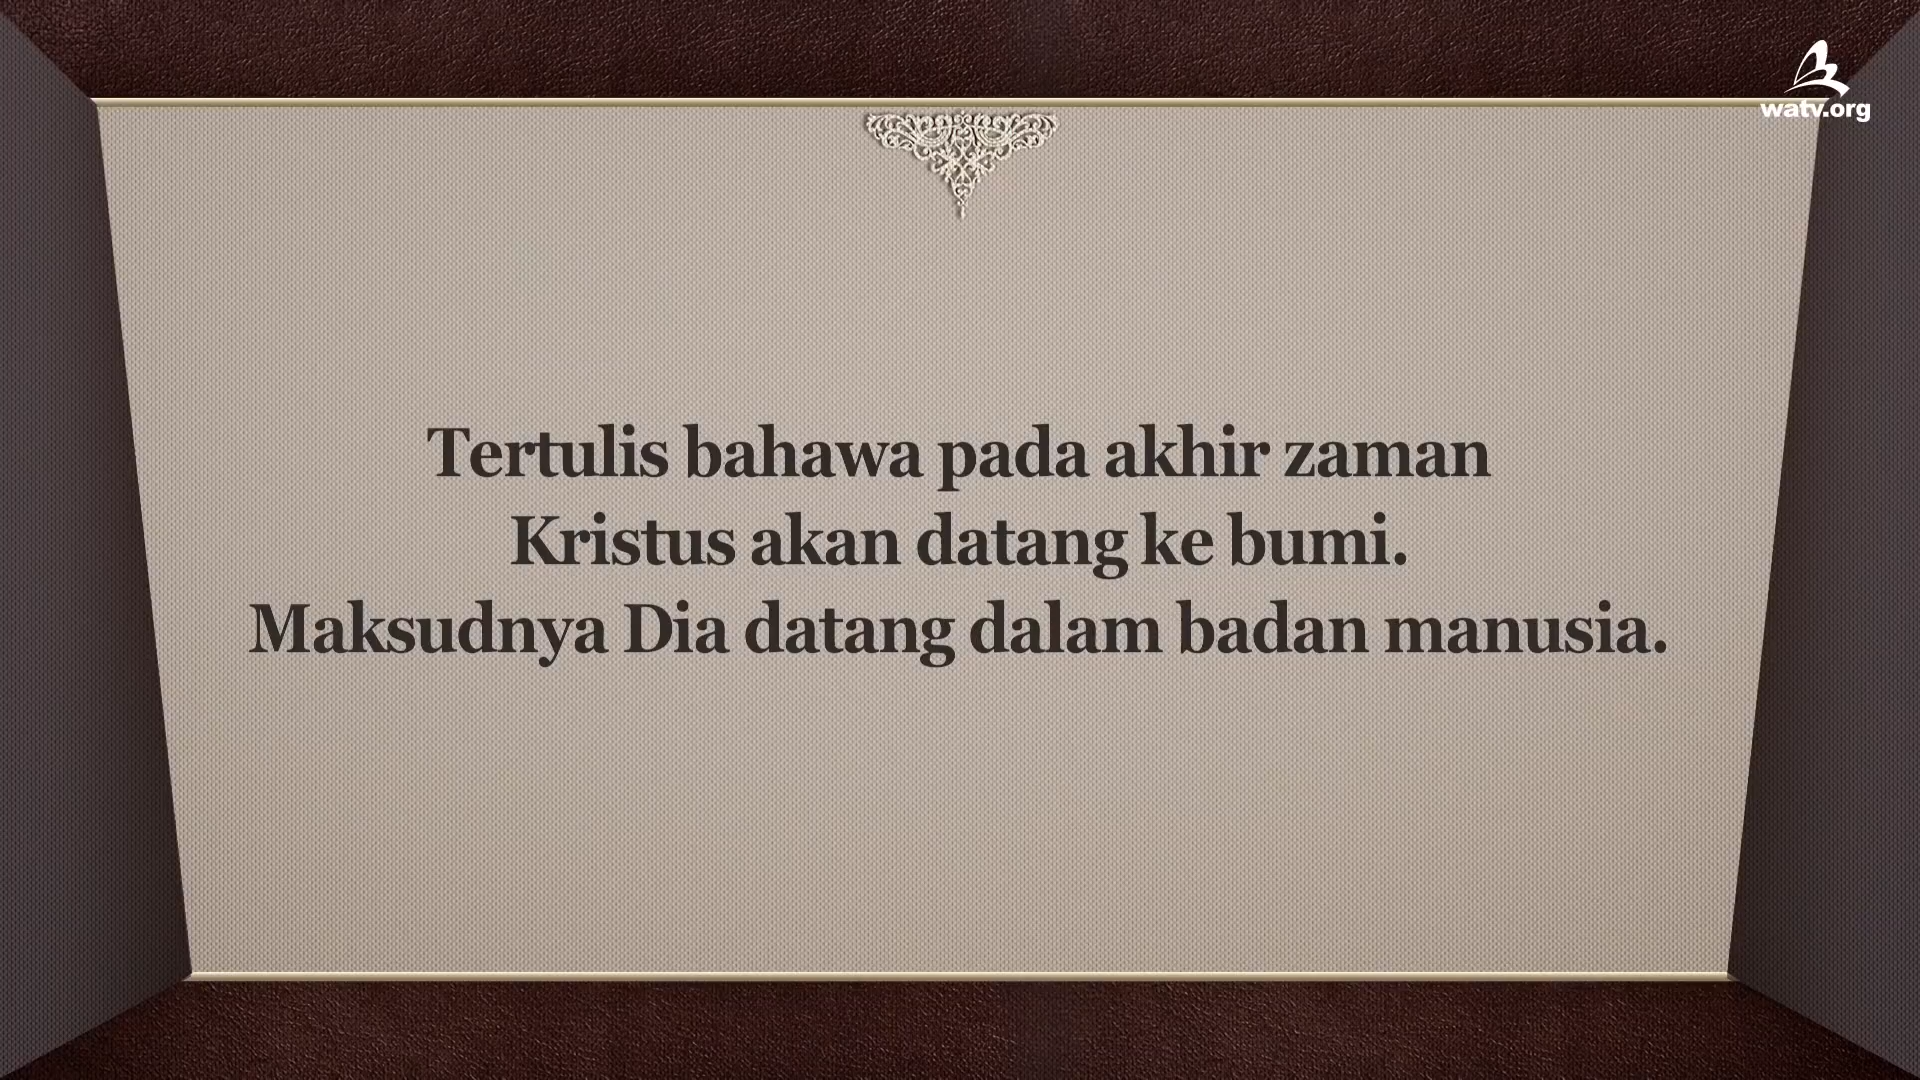 watv.org
Tertulis bahawa pada akhir zaman
Kristus akan datang ke bumi.
Maksudnya Dia datang dalam badan manusia.